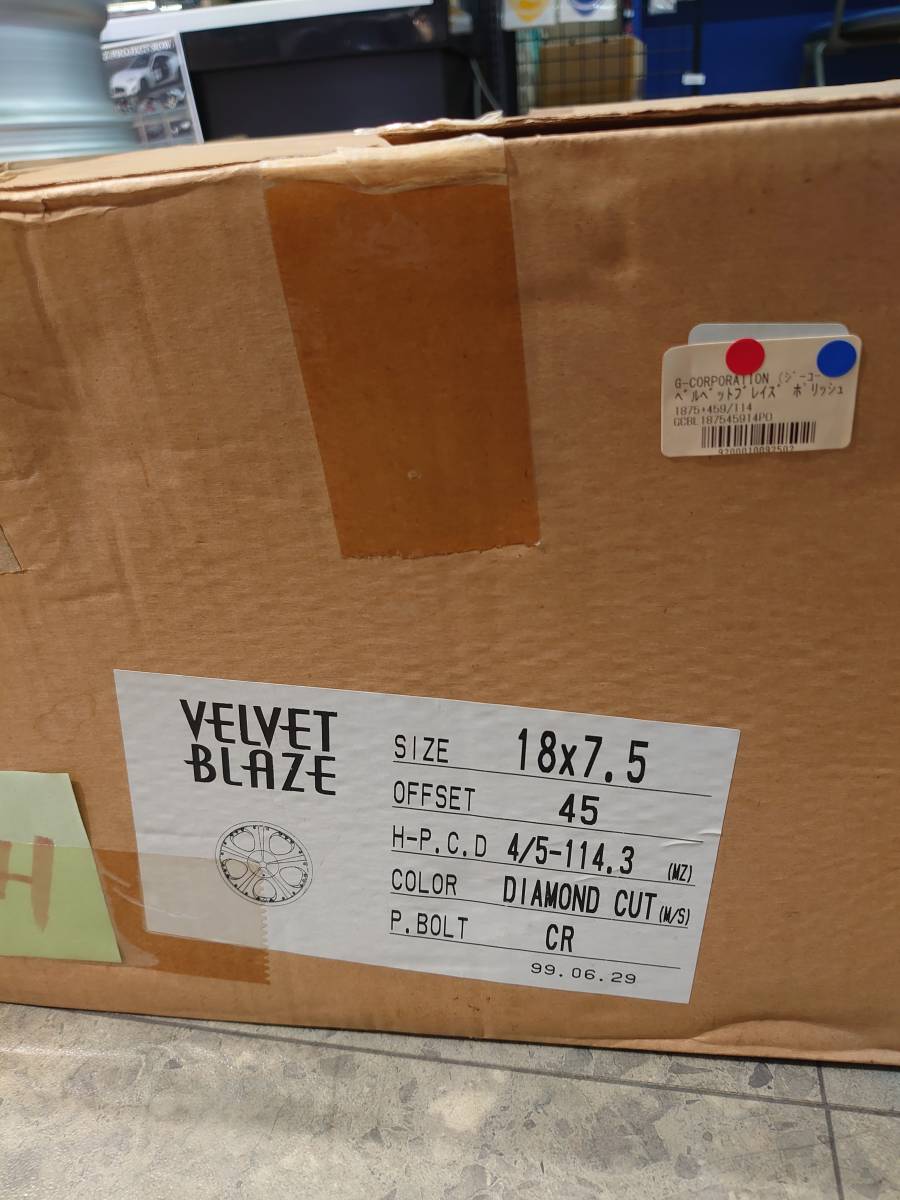 G-CORPORATION (ジーコー
ベルベットブレイズ ポリッシュ
1875+459/114
GCBL187545914PO
VELVET
BLAZE
SIZE 18x7.5
OFFSET 45
H-P.C.D 4/5-114.3 (MZ)
COLOR DIAMOND CUT (M/S)
P.BOLT CR
99.06.29
H